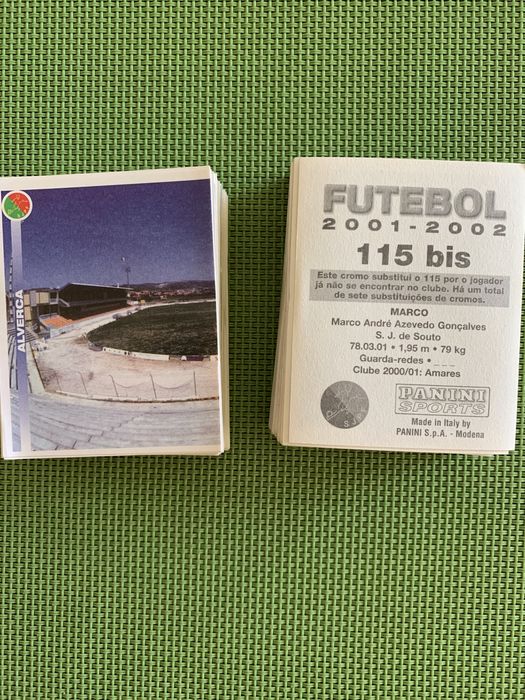 ALVERCA
FUTEBOL
2001-2002
115 bis
Este cromo substitui o 115 por o jogador
já não se encontrar no clube. Há um total
de sete substituições de cromos.
MARCO
Marco André Azevedo Gonçalves
S. J. de Souto
78.03.01 • 1,95 m • 79 kg
Guarda-redes • _ _ _
Clube 2000/01: Amares
PANINI
SPORTS
Made in Italy by
PANINI S.p.A. - Modena